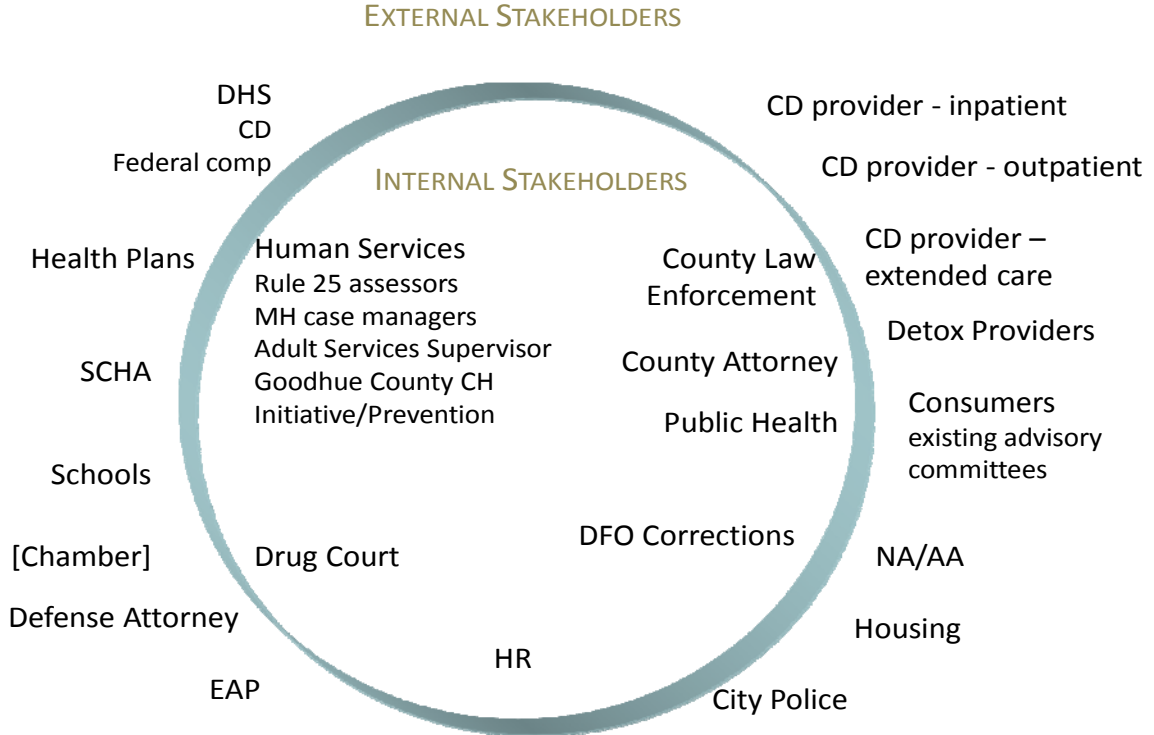 EXTERNAL STAKEHOLDERS
DHS
CD
Federal comp
Health Plans
SCHA
Schools
[Chamber]
Defense Attorney
EAP
INTERNAL STAKEHOLDERS
Human Services
Rule 25 assessors
MH case managers
Adult Services Supervisor
Goodhue County CH
Initiative/Prevention
Drug Court
HR
County Law
Enforcement
County Attorney
Public Health
DFO Corrections
CD provider - inpatient
CD provider - outpatient
CD provider –
extended care
Detox Providers
Consumers
existing advisory
committees
NA/AA
Housing
City Police